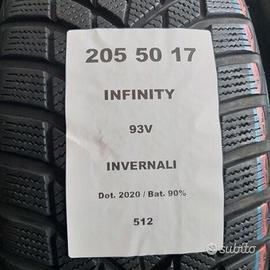 205 50 17
INFINITY
93V
INVERNALI
Dot. 2020 / Bat. 90%
512
subito